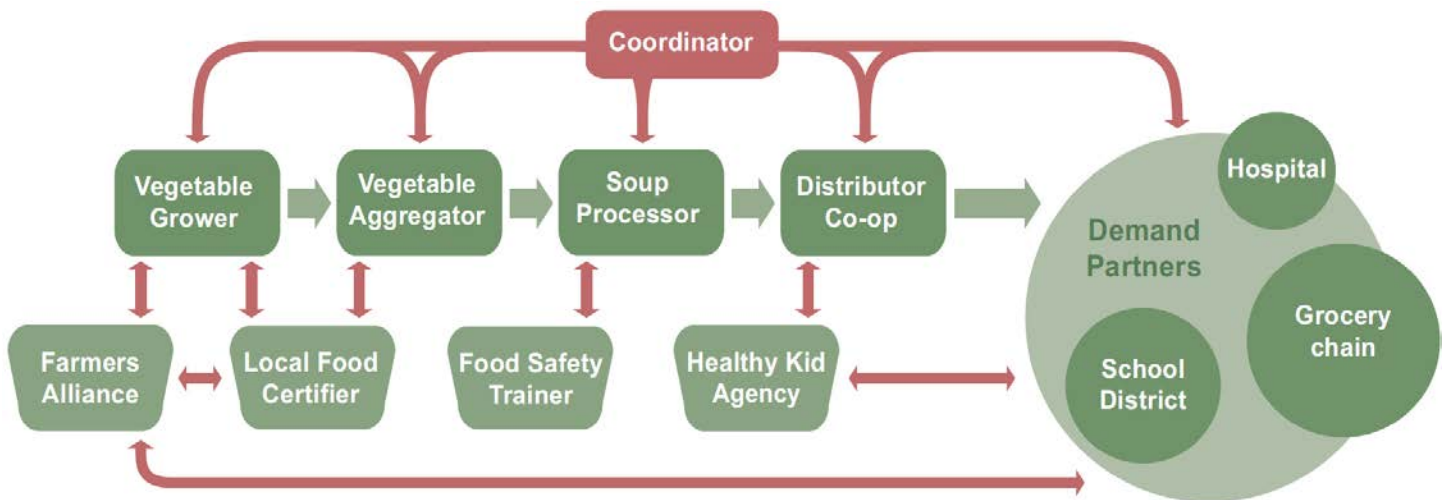 Coordinator
Vegetable
Grower
Vegetable
Aggregator
Soup
Processor
Distributor
Co-op
Hospital
Demand
Partners
Grocery
chain
School
District
Farmers
Alliance
Local Food
Certifier
Food Safety
Trainer
Healthy Kid
Agency